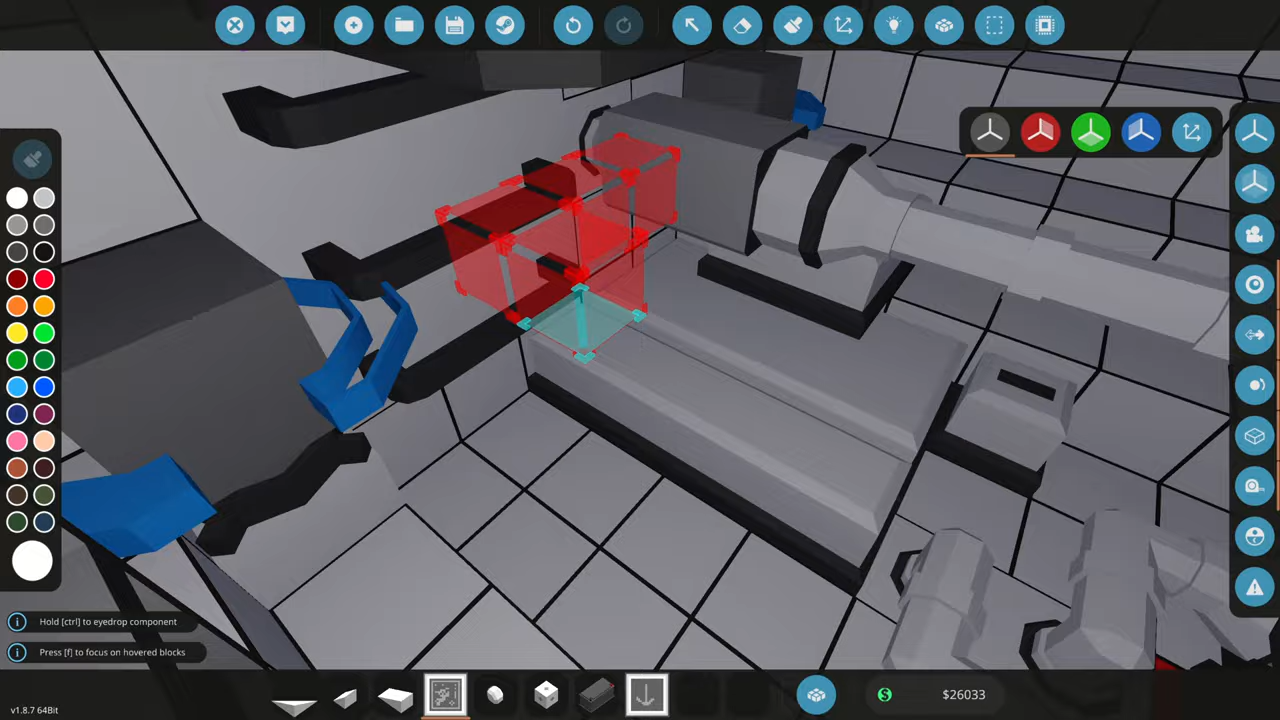 Hold [ctrl] to eyedrop component
Press [f] to focus on hovered blocks
$ $26033
v1.8.7 64Bit